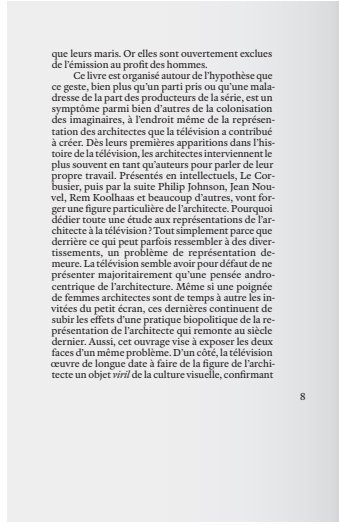 que leurs maris. Or elles sont ouvertement exclues
de l'émission au profit des hommes.
Ce livre est organisé autour de l'hypothèse que
ce geste, bien plus qu'un parti pris ou qu'une mala-
dresse de la part des producteurs de la série, est un
symptôme parmi bien d'autres de la colonisation
des imaginaires, à l'endroit même de la représen-
tation des architectes que la télévision a contribué
à créer. Dès leurs premières apparitions dans l'his-
toire de la télévision, les architectes interviennent le
plus souvent en tant qu'auteurs pour parler de leur
propre travail. Présentés en intellectuels, Le Cor-
busier, puis par la suite Philip Johnson, Jean Nou-
vel, Rem Koolhaas et beaucoup d'autres, vont for-
ger une figure particulière de l'architecte. Pourquoi
dédier toute une étude aux représentations de l'ar-
chitecte à la télévision ? Tout simplement parce que
derrière ce qui peut parfois ressembler à des diver-
tissements, un problème de représentation de-
meure. La télévision semble avoir pour défaut de ne
présenter majoritairement qu'une pensée andro-
centrique de l'architecture. Même si une poignée
de femmes architectes sont de temps à autre les in-
vitées du petit écran, ces dernières continuent de
subir les effets d'une pratique biopolitique de la re-
présentation de l'architecte qui remonte au siècle
dernier. Aussi, cet ouvrage vise à exposer les deux
faces d'un même problème. D'un côté, la télévision
œuvre de longue date à faire de la figure de l'archi-
tecte un objet viril de la culture visuelle, confirmant
8